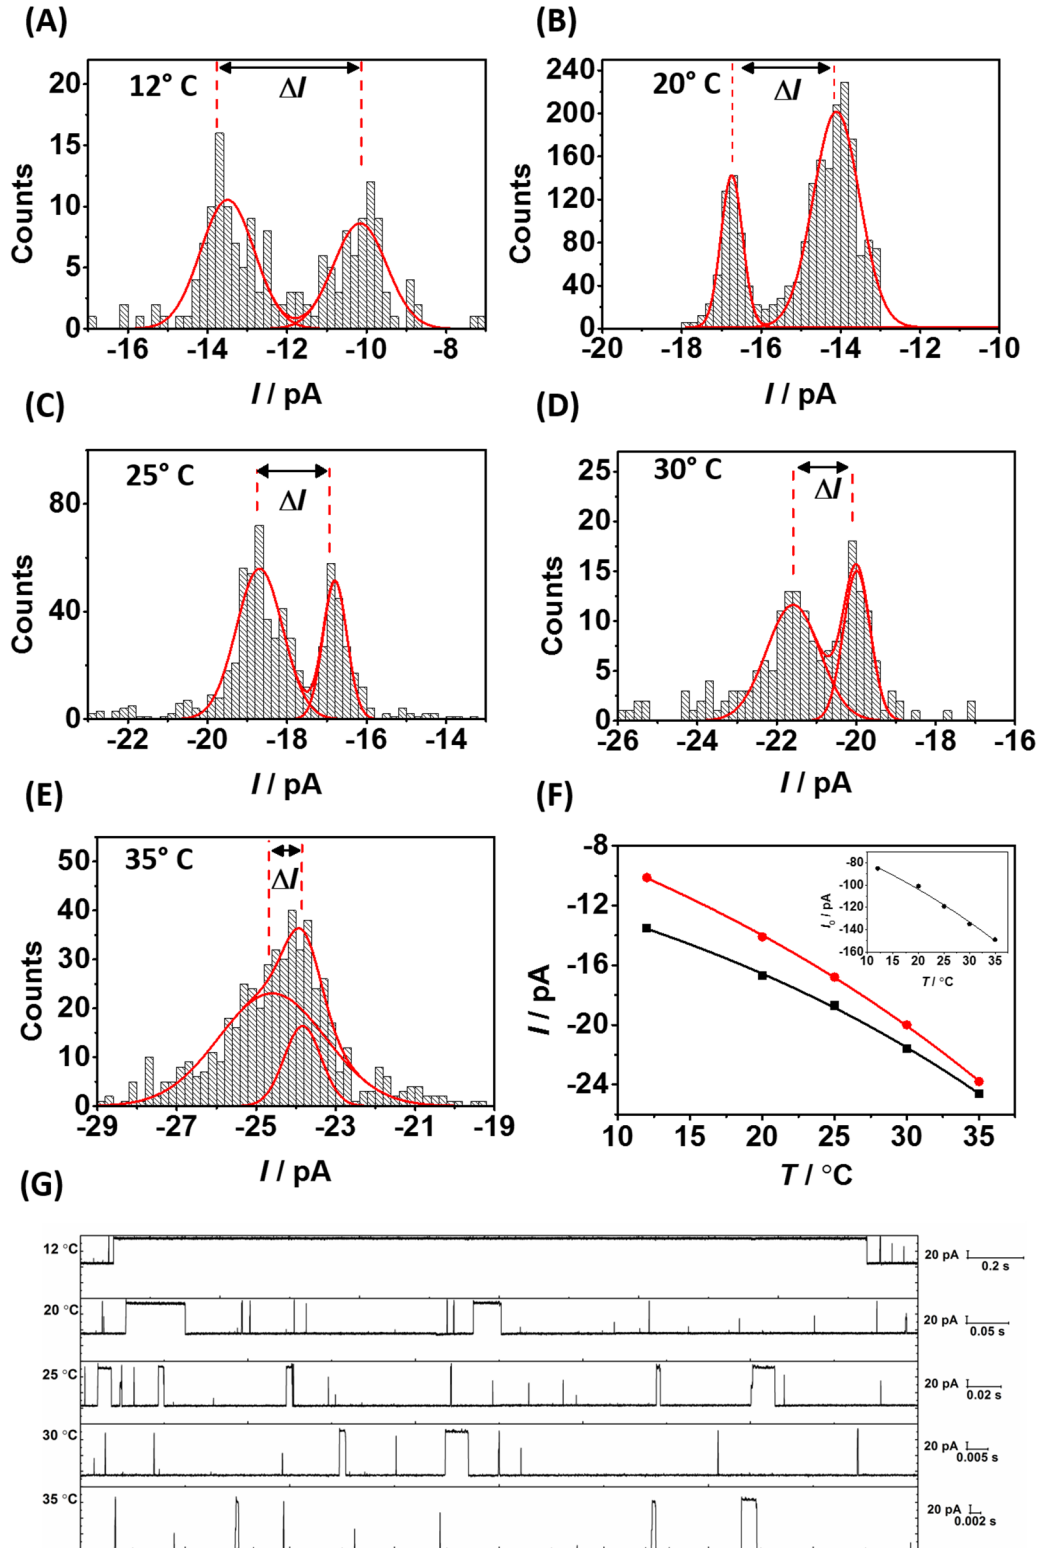 (A)
12° C
ΔI
20
15
10
5
0
Counts
-16 -14 -12 -10 -8
I / pA
(B)
20° C
ΔI
240
200
160
120
80
40
0
Counts
-20 -18 -16 -14 -12 -10
I / pA
(C)
25° C
ΔI
80
40
0
Counts
-22 -20 -18 -16 -14
I / pA
(D)
30° C
ΔI
25
20
15
10
5
0
Counts
-26 -24 -22 -20 -18 -16
I / pA
(E)
35° C
ΔI
50
40
30
20
10
0
Counts
-29 -27 -25 -23 -21 -19
I / pA
(F)
-8
-12
-16
-20
-24
I / pA
10 15 20 25 30 35
T / °C
-80
-100
-120
-140
-160
I0 / pA
10 15 20 25 30 35
T / °C
(G)
12 °C
20 pA
0.2 s
20 °C
20 pA
0.05 s
25 °C
20 pA
0.02 s
30 °C
20 pA
0.005 s
35 °C
20 pA
0.002 s